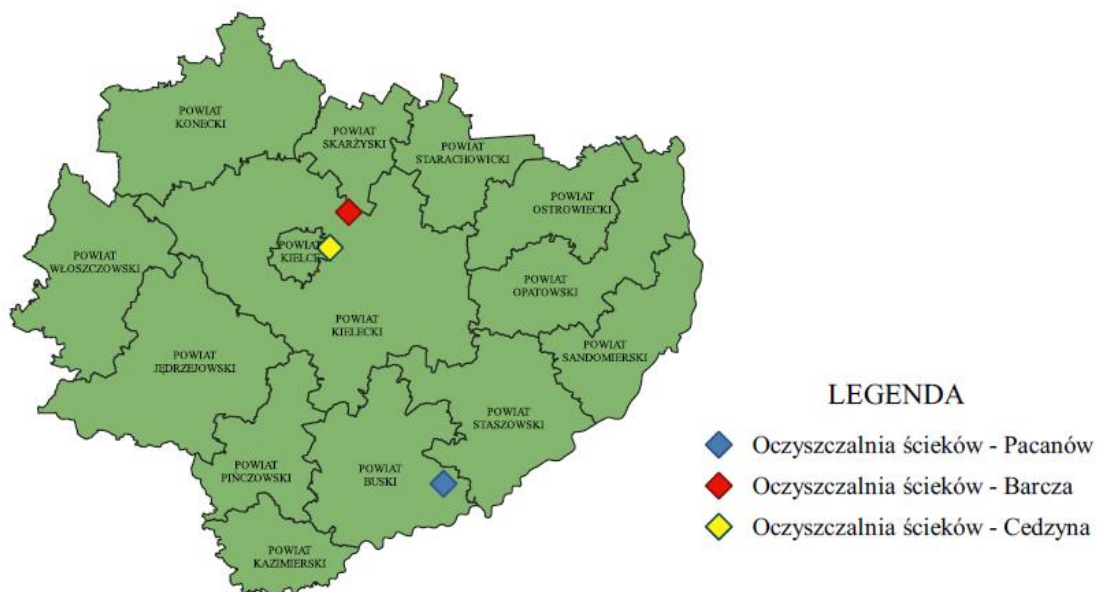 POWIAT
KONECKI
POWIAT
SKARŻYSKI
POWIAT
STARACHOWICKI
POWIAT
OSTROWIECKI
POWIAT
WŁOSZCZOWSKI
POWIAT
KIELCE
POWIAT
OPATOWSKI
POWIAT
KIELECKI
POWIAT
SANDOMIERSKI
POWIAT
JĘDRZEJOWSKI
POWIAT
STASZOWSKI
POWIAT
PIŃCZOWSKI
POWIAT
BUSKI
POWIAT
KAZIMIERSKI
LEGENDA
Oczyszczalnia ścieków - Pacanów
Oczyszczalnia ścieków - Barcza
Oczyszczalnia ścieków - Cedzyna